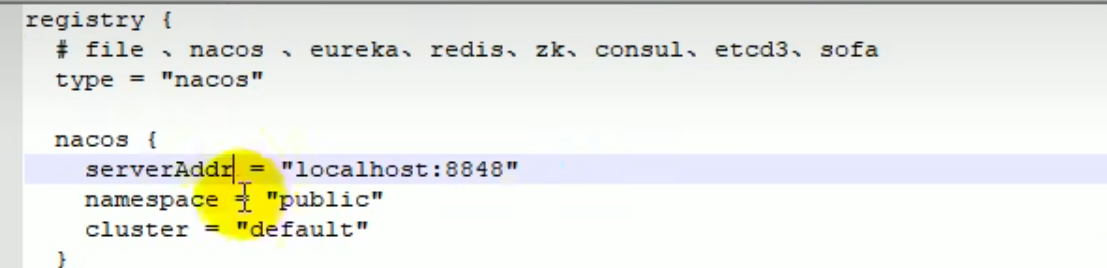 registry {
# file 、nacos 、eureka、redis、zk、consul、etcd3、sofa
type = "nacos"
nacos {
serverAddr = "localhost:8848"
namespace = "public"
cluster = "default"
}